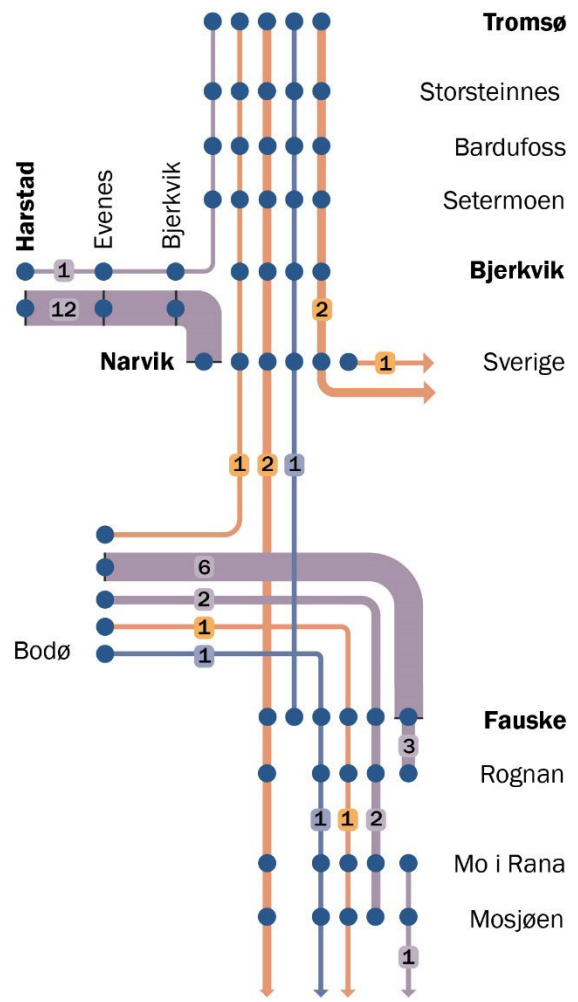 Tromsø
Storsteinnes
Bardufoss
Setermoen
Harstad
Evenes
Bjerkvik
1
Bjerkvik
12
2
Narvik
1
Sverige
1
2
1
6
2
1
Bodø
1
Fauske
3
Rognan
1
1
2
Mo i Rana
Mosjøen
1